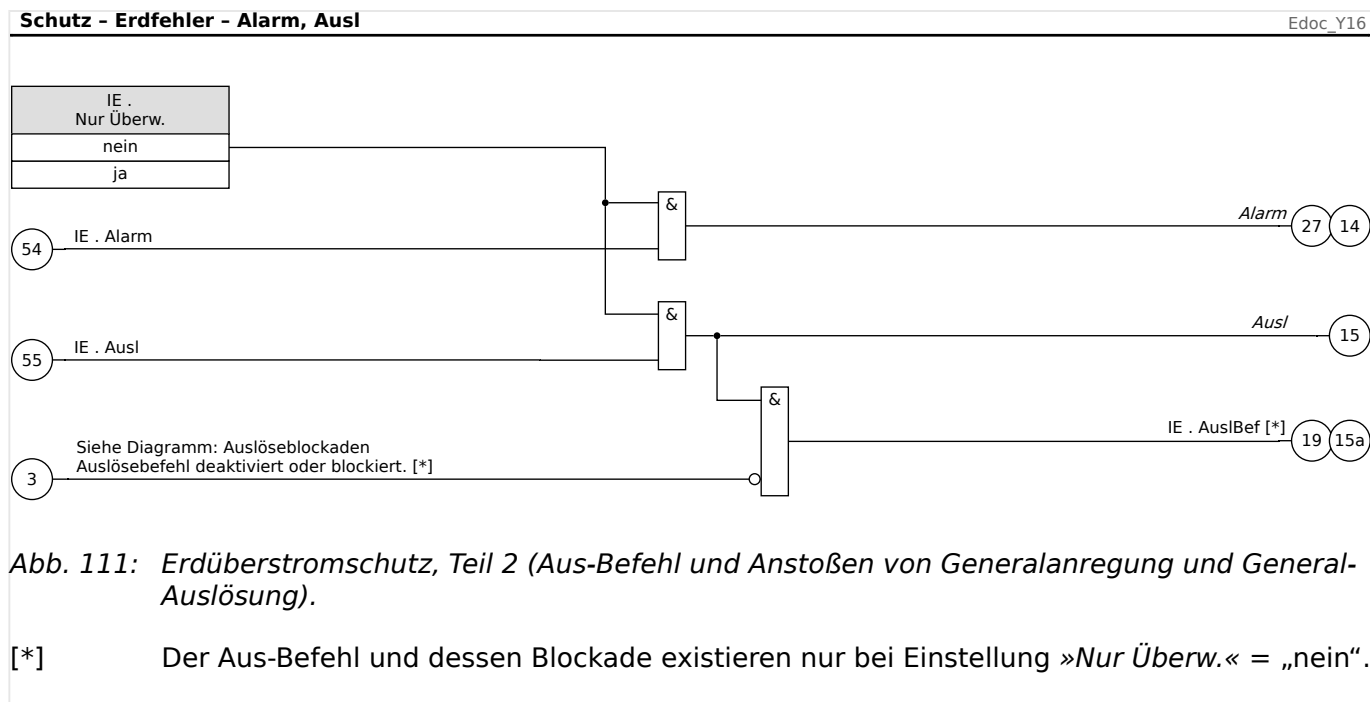 Schutz – Erdfehler – Alarm, Ausl
Edoc_Y16
IE .
Nur Überw.
nein
ja
&
Alarm
27
14
54
IE . Alarm
&
Ausl
15
55
IE . Ausl
&
IE . AuslBef [*]
19
15a
Siehe Diagramm: Auslöseblockaden
Auslösebefehl deaktiviert oder blockiert. [*]
3
Abb. 111: Erdüberstromschutz, Teil 2 (Aus-Befehl und Anstoßen von Generalanregung und General-
Auslösung).
[*] Der Aus-Befehl und dessen Blockade existieren nur bei Einstellung »Nur Überw.« = „nein“.